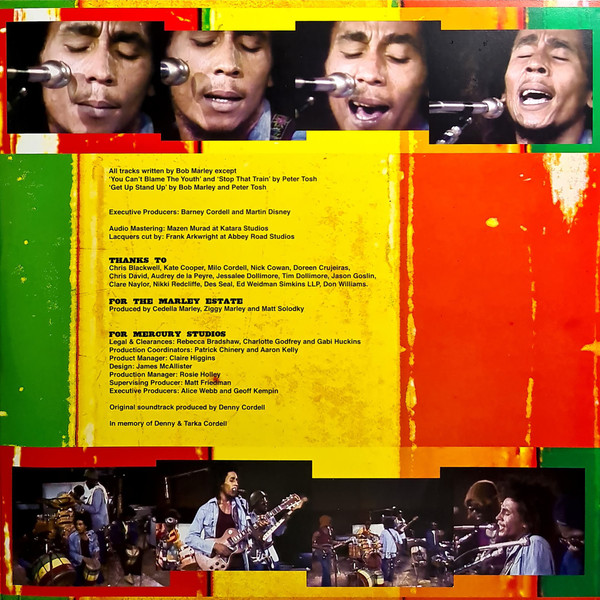 All tracks written by Bob Marley except
'You Can't Blame The Youth' and 'Stop That Train' by Peter Tosh
'Get Up Stand Up' by Bob Marley and Peter Tosh
Executive Producers: Barney Cordell and Martin Disney
Audio Mastering: Mazen Murad at Katara Studios
Lacquers cut by: Frank Arkwright at Abbey Road Studios
THANKS TO
Chris Blackwell, Kate Cooper, Milo Cordell, Nick Cowan, Doreen Crujeiras,
Chris David, Audrey de la Peyre, Jessalee Dollimore, Tim Dollimore, Jason Goslin,
Clare Naylor, Nikki Redcliffe, Des Seal, Ed Weidman Simkins LLP, Don Williams.
FOR THE MARLEY ESTATE
Produced by Cedella Marley, Ziggy Marley and Matt Solodky
FOR MERCURY STUDIOS
Legal & Clearances: Rebecca Bradshaw, Charlotte Godfrey and Gabi Huckins
Production Coordinators: Patrick Chinery and Aaron Kelly
Product Manager: Claire Higgins
Design: James McAllister
Production Manager: Rosie Holley
Supervising Producer: Matt Friedman
Executive Producers: Alice Webb and Geoff Kempin
Original soundtrack produced by Denny Cordell
In memory of Denny & Tarka Cordell